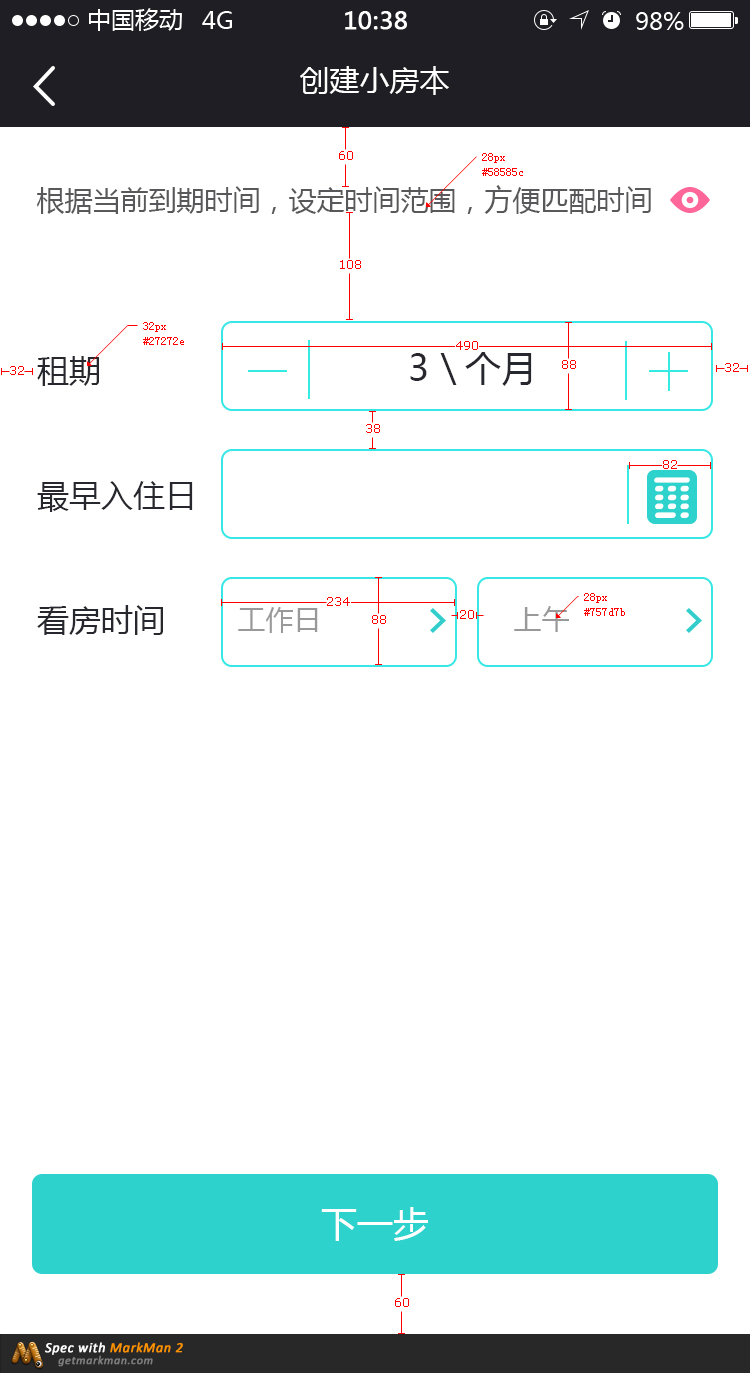 中国移动 4G 10:38 98%
创建小房本
60
28px
#58585c
根据当前到期时间，设定时间范围，方便匹配时间
108
32px
#27272e
32 租期 490 3 \ 个月 88 32
38
最早入住日 82
看房时间 234 工作日 88 20 上午 28px
#757d7b
下一步
60
Spec with MarkMan 2
getmarkman.com